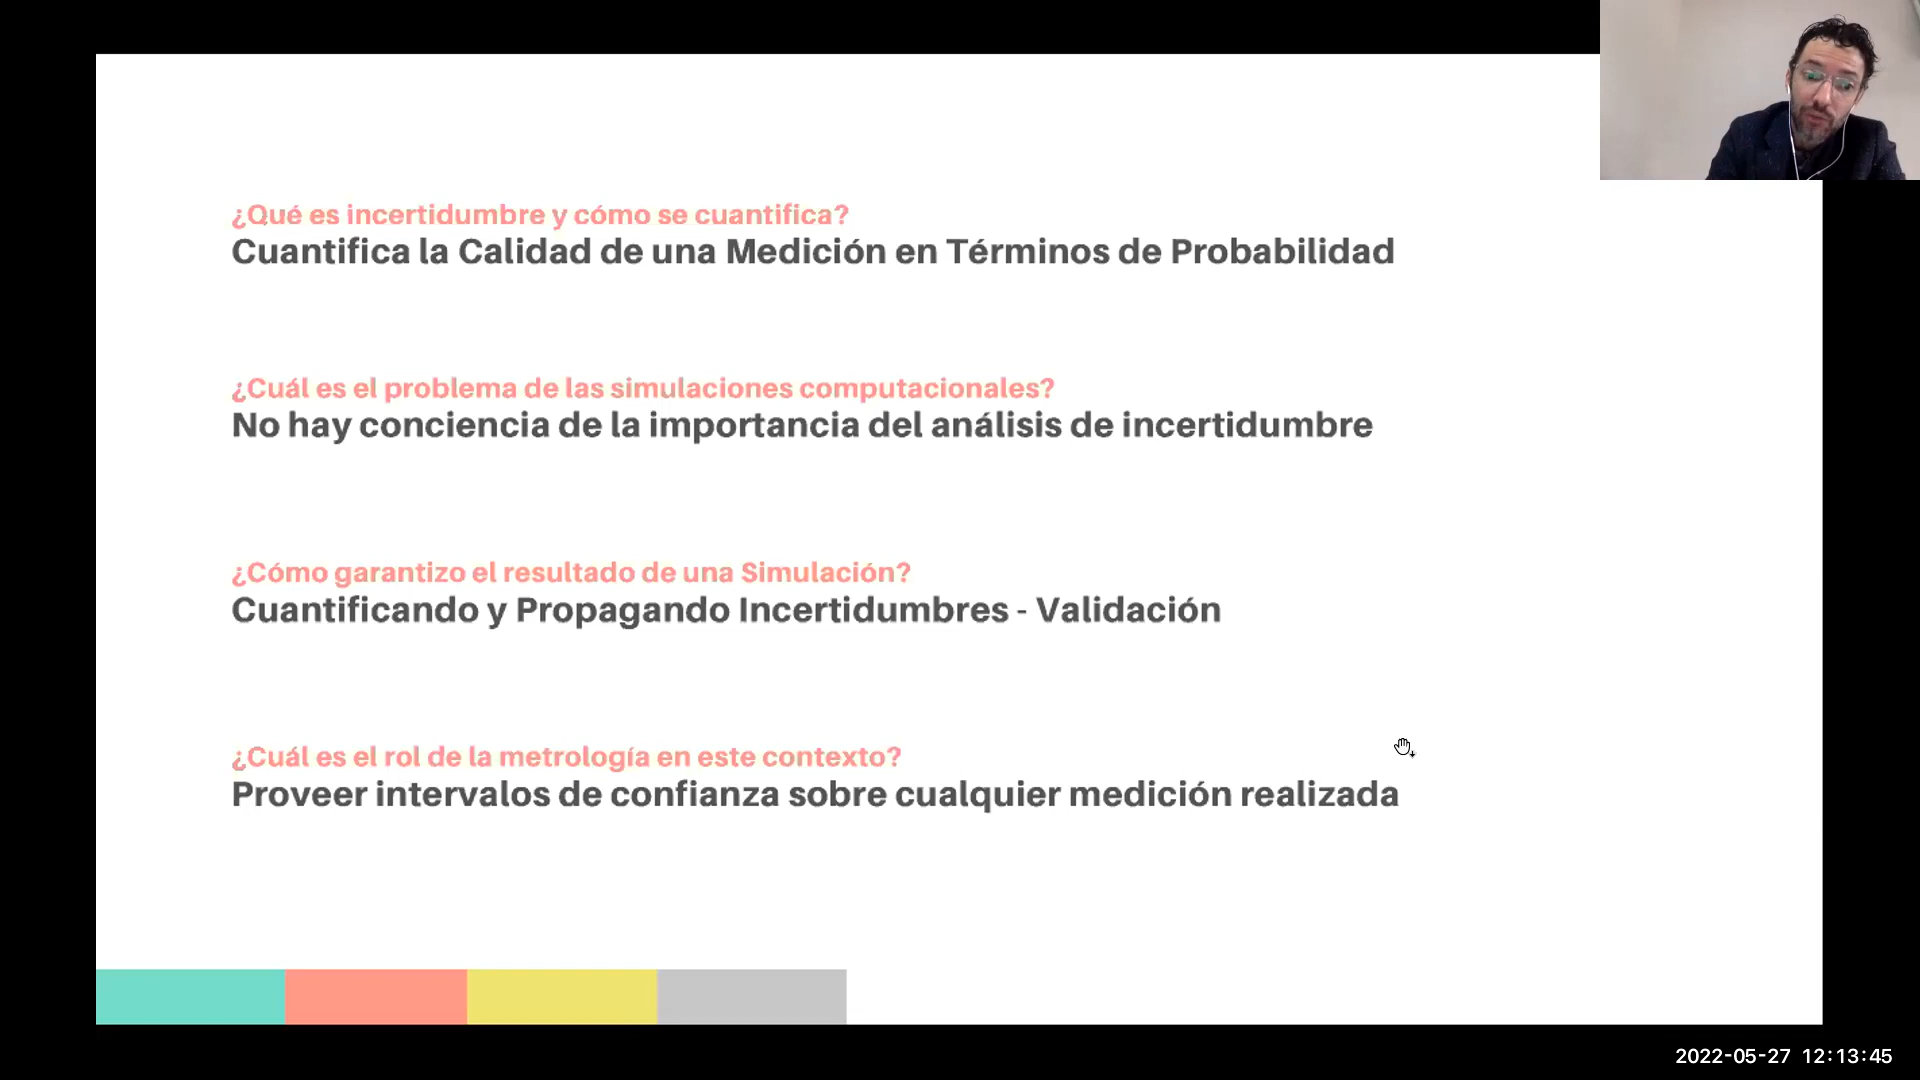 ¿Qué es incertidumbre y cómo se cuantifica?
Cuantifica la Calidad de una Medición en Términos de Probabilidad
¿Cuál es el problema de las simulaciones computacionales?
No hay conciencia de la importancia del análisis de incertidumbre
¿Cómo garantizo el resultado de una Simulación?
Cuantificando y Propagando Incertidumbres - Validación
¿Cuál es el rol de la metrología en este contexto?
Proveer intervalos de confianza sobre cualquier medición realizada
2022-05-27 12:13:45